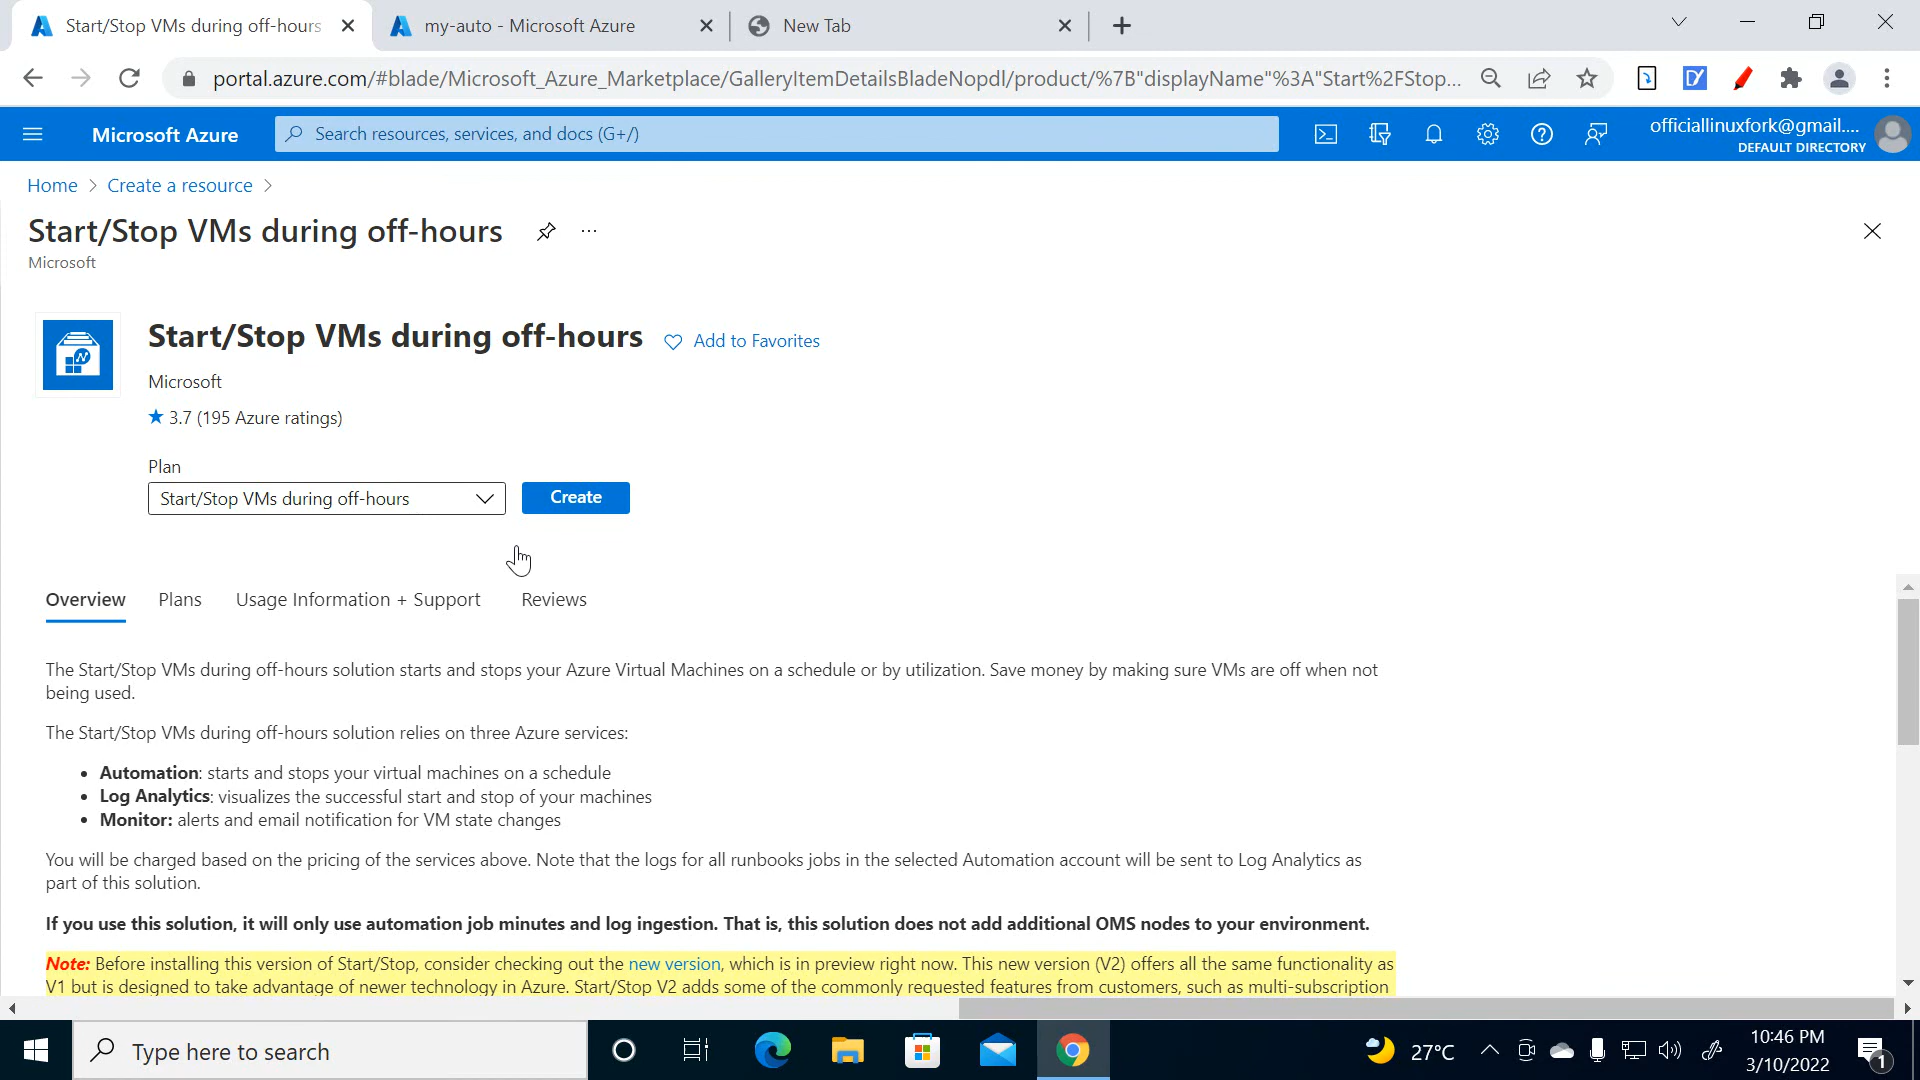 Start/Stop VMs during off-hours
my-auto - Microsoft Azure
New Tab
portal.azure.com/#blade/Microsoft_Azure_Marketplace/GalleryItemDetailsBladeNopdl/product/%7B"displayName"%3A"Start%2FStop...
Microsoft Azure
Search resources, services, and docs (G+/)
officiallinuxfork@gmail....
DEFAULT DIRECTORY
Home > Create a resource >
Start/Stop VMs during off-hours
Microsoft
Start/Stop VMs during off-hours
Add to Favorites
Microsoft
3.7 (195 Azure ratings)
Plan
Start/Stop VMs during off-hours
Create
Overview
Plans
Usage Information + Support
Reviews
The Start/Stop VMs during off-hours solution starts and stops your Azure Virtual Machines on a schedule or by utilization. Save money by making sure VMs are off when not
being used.
The Start/Stop VMs during off-hours solution relies on three Azure services:
• Automation: starts and stops your virtual machines on a schedule
• Log Analytics: visualizes the successful start and stop of your machines
• Monitor: alerts and email notification for VM state changes
You will be charged based on the pricing of the services above. Note that the logs for all runbooks jobs in the selected Automation account will be sent to Log Analytics as
part of this solution.
If you use this solution, it will only use automation job minutes and log ingestion. That is, this solution does not add additional OMS nodes to your environment.
Note: Before installing this version of Start/Stop, consider checking out the new version, which is in preview right now. This new version (V2) offers all the same functionality as
V1 but is designed to take advantage of newer technology in Azure. Start/Stop V2 adds some of the commonly requested features from customers, such as multi-subscription
Type here to search
27°C
10:46 PM
3/10/2022
1